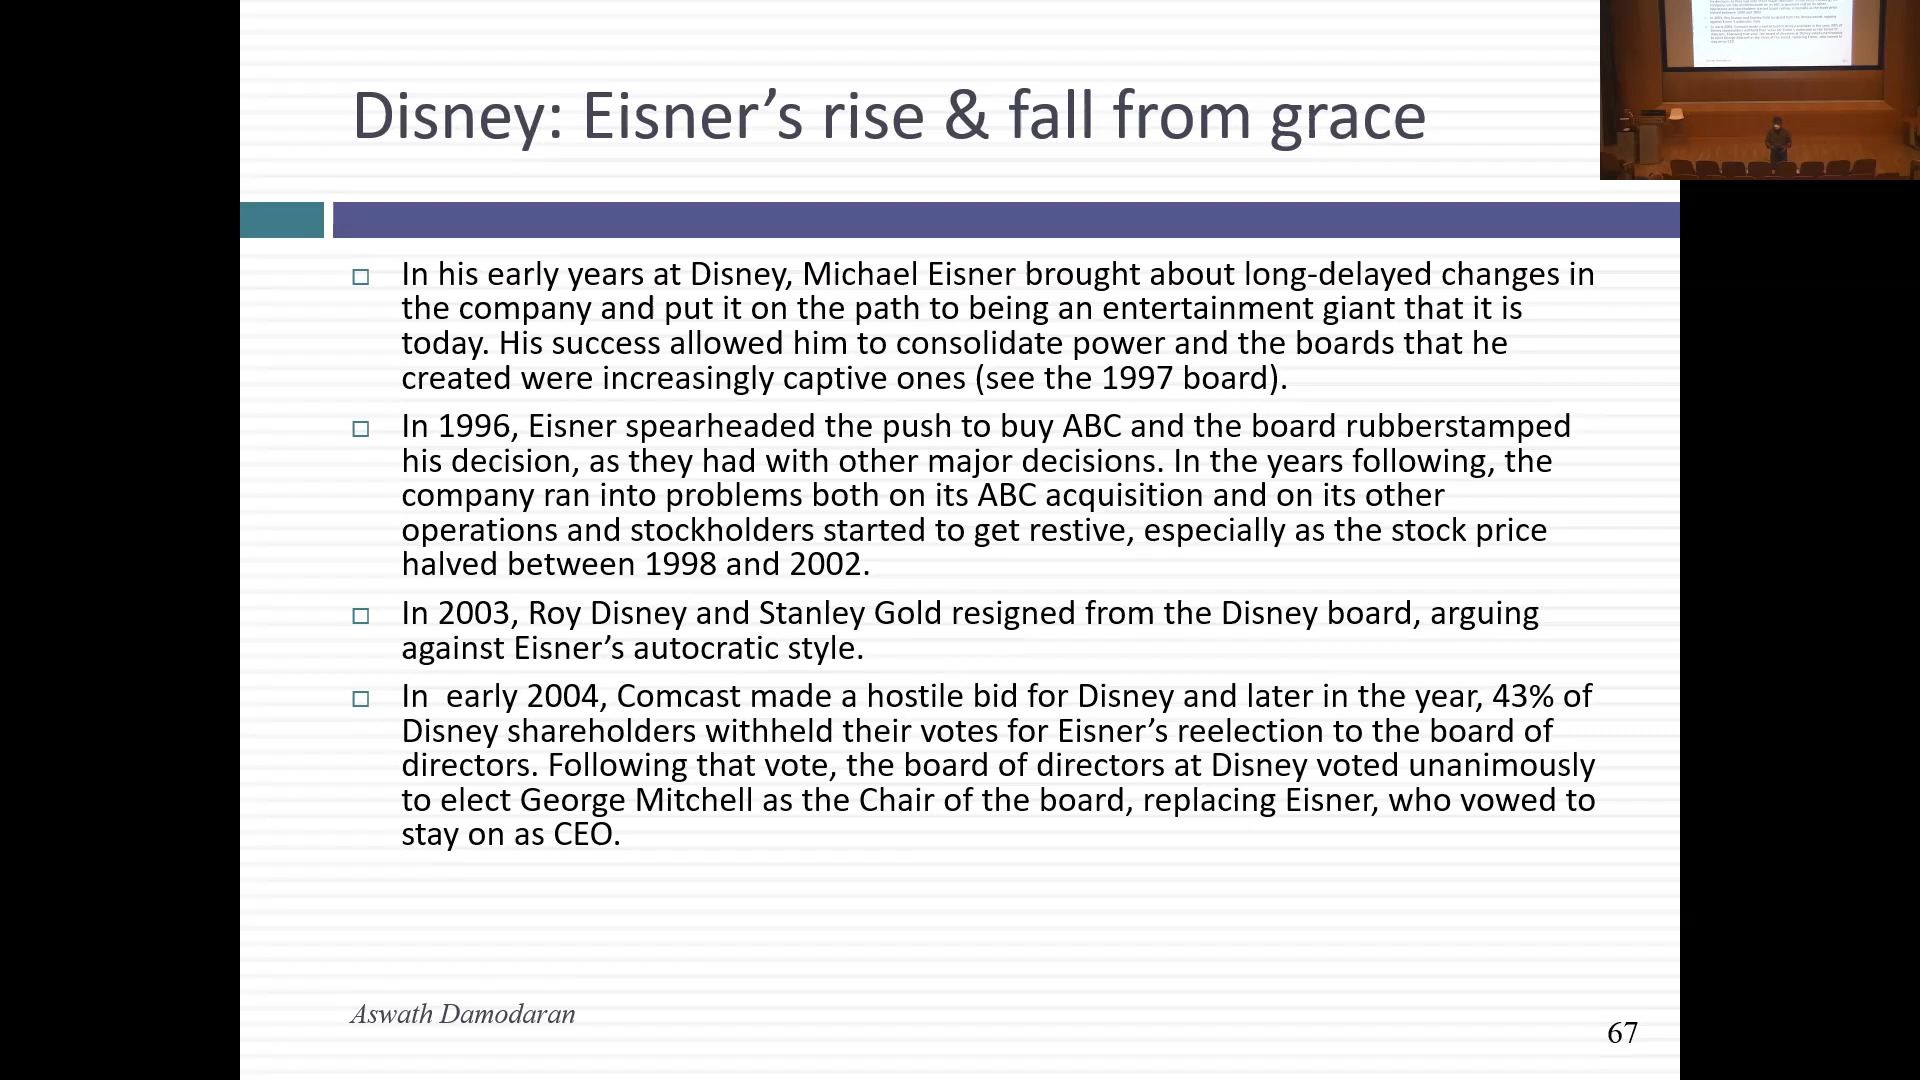 Disney: Eisner’s rise & fall from grace
In his early years at Disney, Michael Eisner brought about long-delayed changes in
the company and put it on the path to being an entertainment giant that it is
today. His success allowed him to consolidate power and the boards that he
created were increasingly captive ones (see the 1997 board).
In 1996, Eisner spearheaded the push to buy ABC and the board rubberstamped
his decision, as they had with other major decisions. In the years following, the
company ran into problems both on its ABC acquisition and on its other
operations and stockholders started to get restive, especially as the stock price
halved between 1998 and 2002.
In 2003, Roy Disney and Stanley Gold resigned from the Disney board, arguing
against Eisner’s autocratic style.
In  early 2004, Comcast made a hostile bid for Disney and later in the year, 43% of
Disney shareholders withheld their votes for Eisner’s reelection to the board of
directors. Following that vote, the board of directors at Disney voted unanimously
to elect George Mitchell as the Chair of the board, replacing Eisner, who vowed to
stay on as CEO.
Aswath Damodaran
67